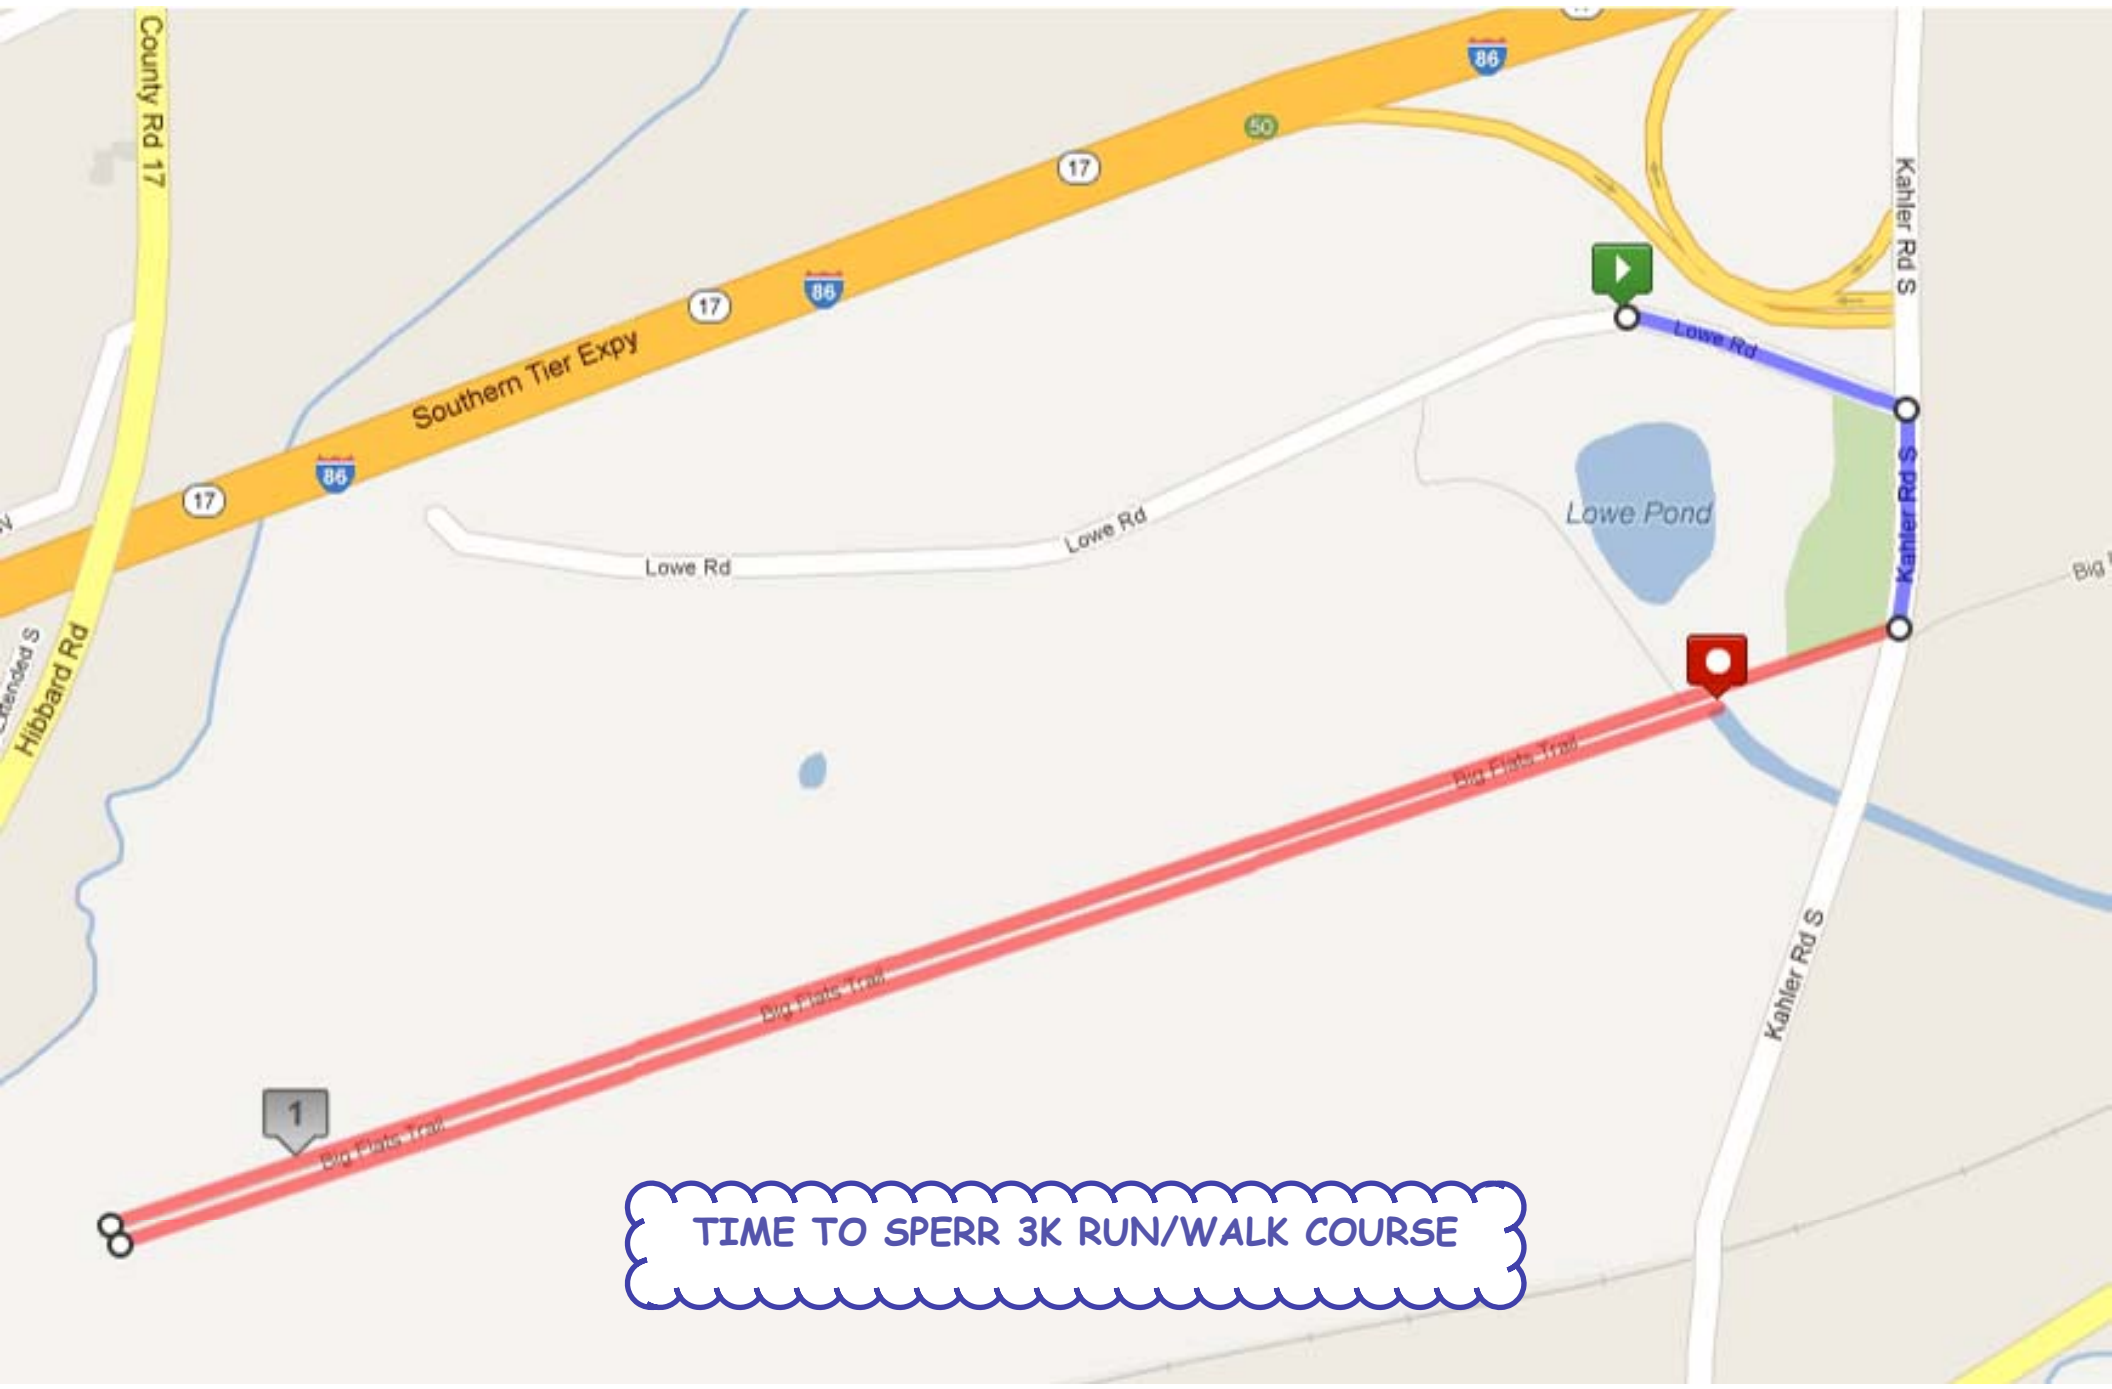 County Rd 17
86
50
17
Kahler Rd S
86
17
Southern Tier Expy
Lowe Rd
86
17
Kahler Rd S
Lowe Pond
Lowe Rd
Lowe Rd
Big
Extended S
Hibbard Rd
Big Flats Trail
Big Flats Trail
Kahler Rd S
1
Big Flats Trail
TIME TO SPERR 3K RUN/WALK COURSE